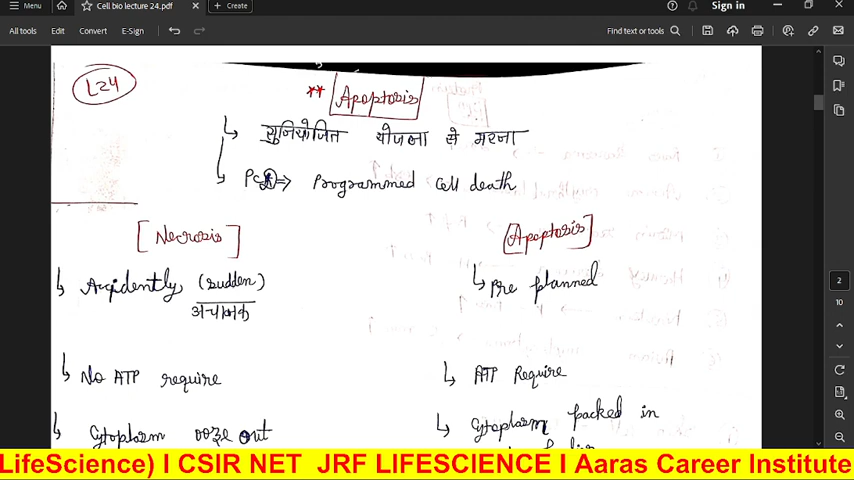 Menu
Cell bio lecture 24.pdf
Create
Sign in
All tools
Edit
Convert
E-Sign
Find text or tools
L24
** Apoptosis
सुनियोजित योजना से मरना
PCD => Programmed Cell death
[Necrosis]
[Apoptosis]
Accidently (sudden)
अचानक
Pre planned
No ATP require
ATP Require
Cytoplasm ooze out
Cytoplasm packed in
2
10
LifeScience) I CSIR NET JRF LIFESCIENCE I Aaras Career Institute